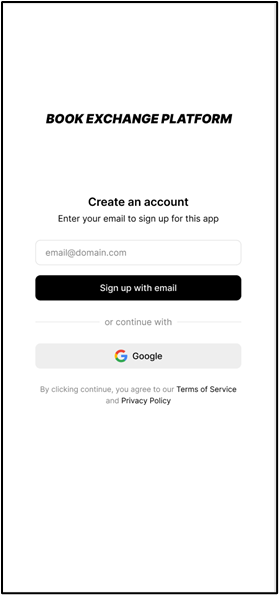 BOOK EXCHANGE PLATFORM
Create an account
Enter your email to sign up for this app
email@domain.com
Sign up with email
or continue with
Google
By clicking continue, you agree to our Terms of Service
and Privacy Policy